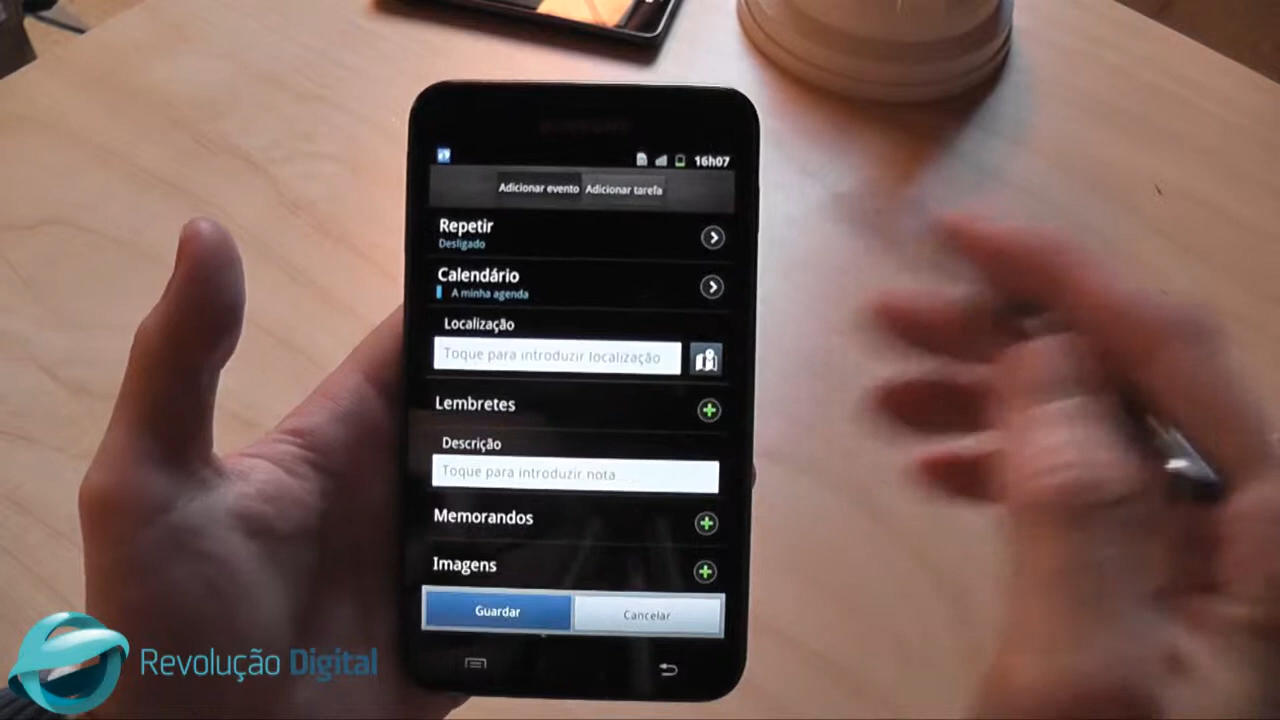 16h07
Adicionar evento Adicionar tarefa
Repetir
Desligado
Calendário
A minha agenda
Localização
Toque para introduzir localização
Lembretes
Descrição
Toque para introduzir nota
Memorandos
Imagens
Guardar Cancelar
Revolução Digital